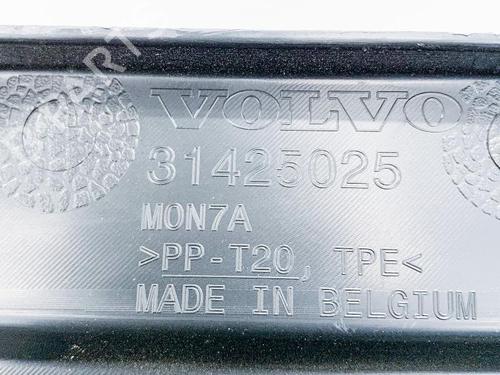 VOLVO
31425025
MON7A
>PP-T20, TPE<
MADE IN BELGIUM